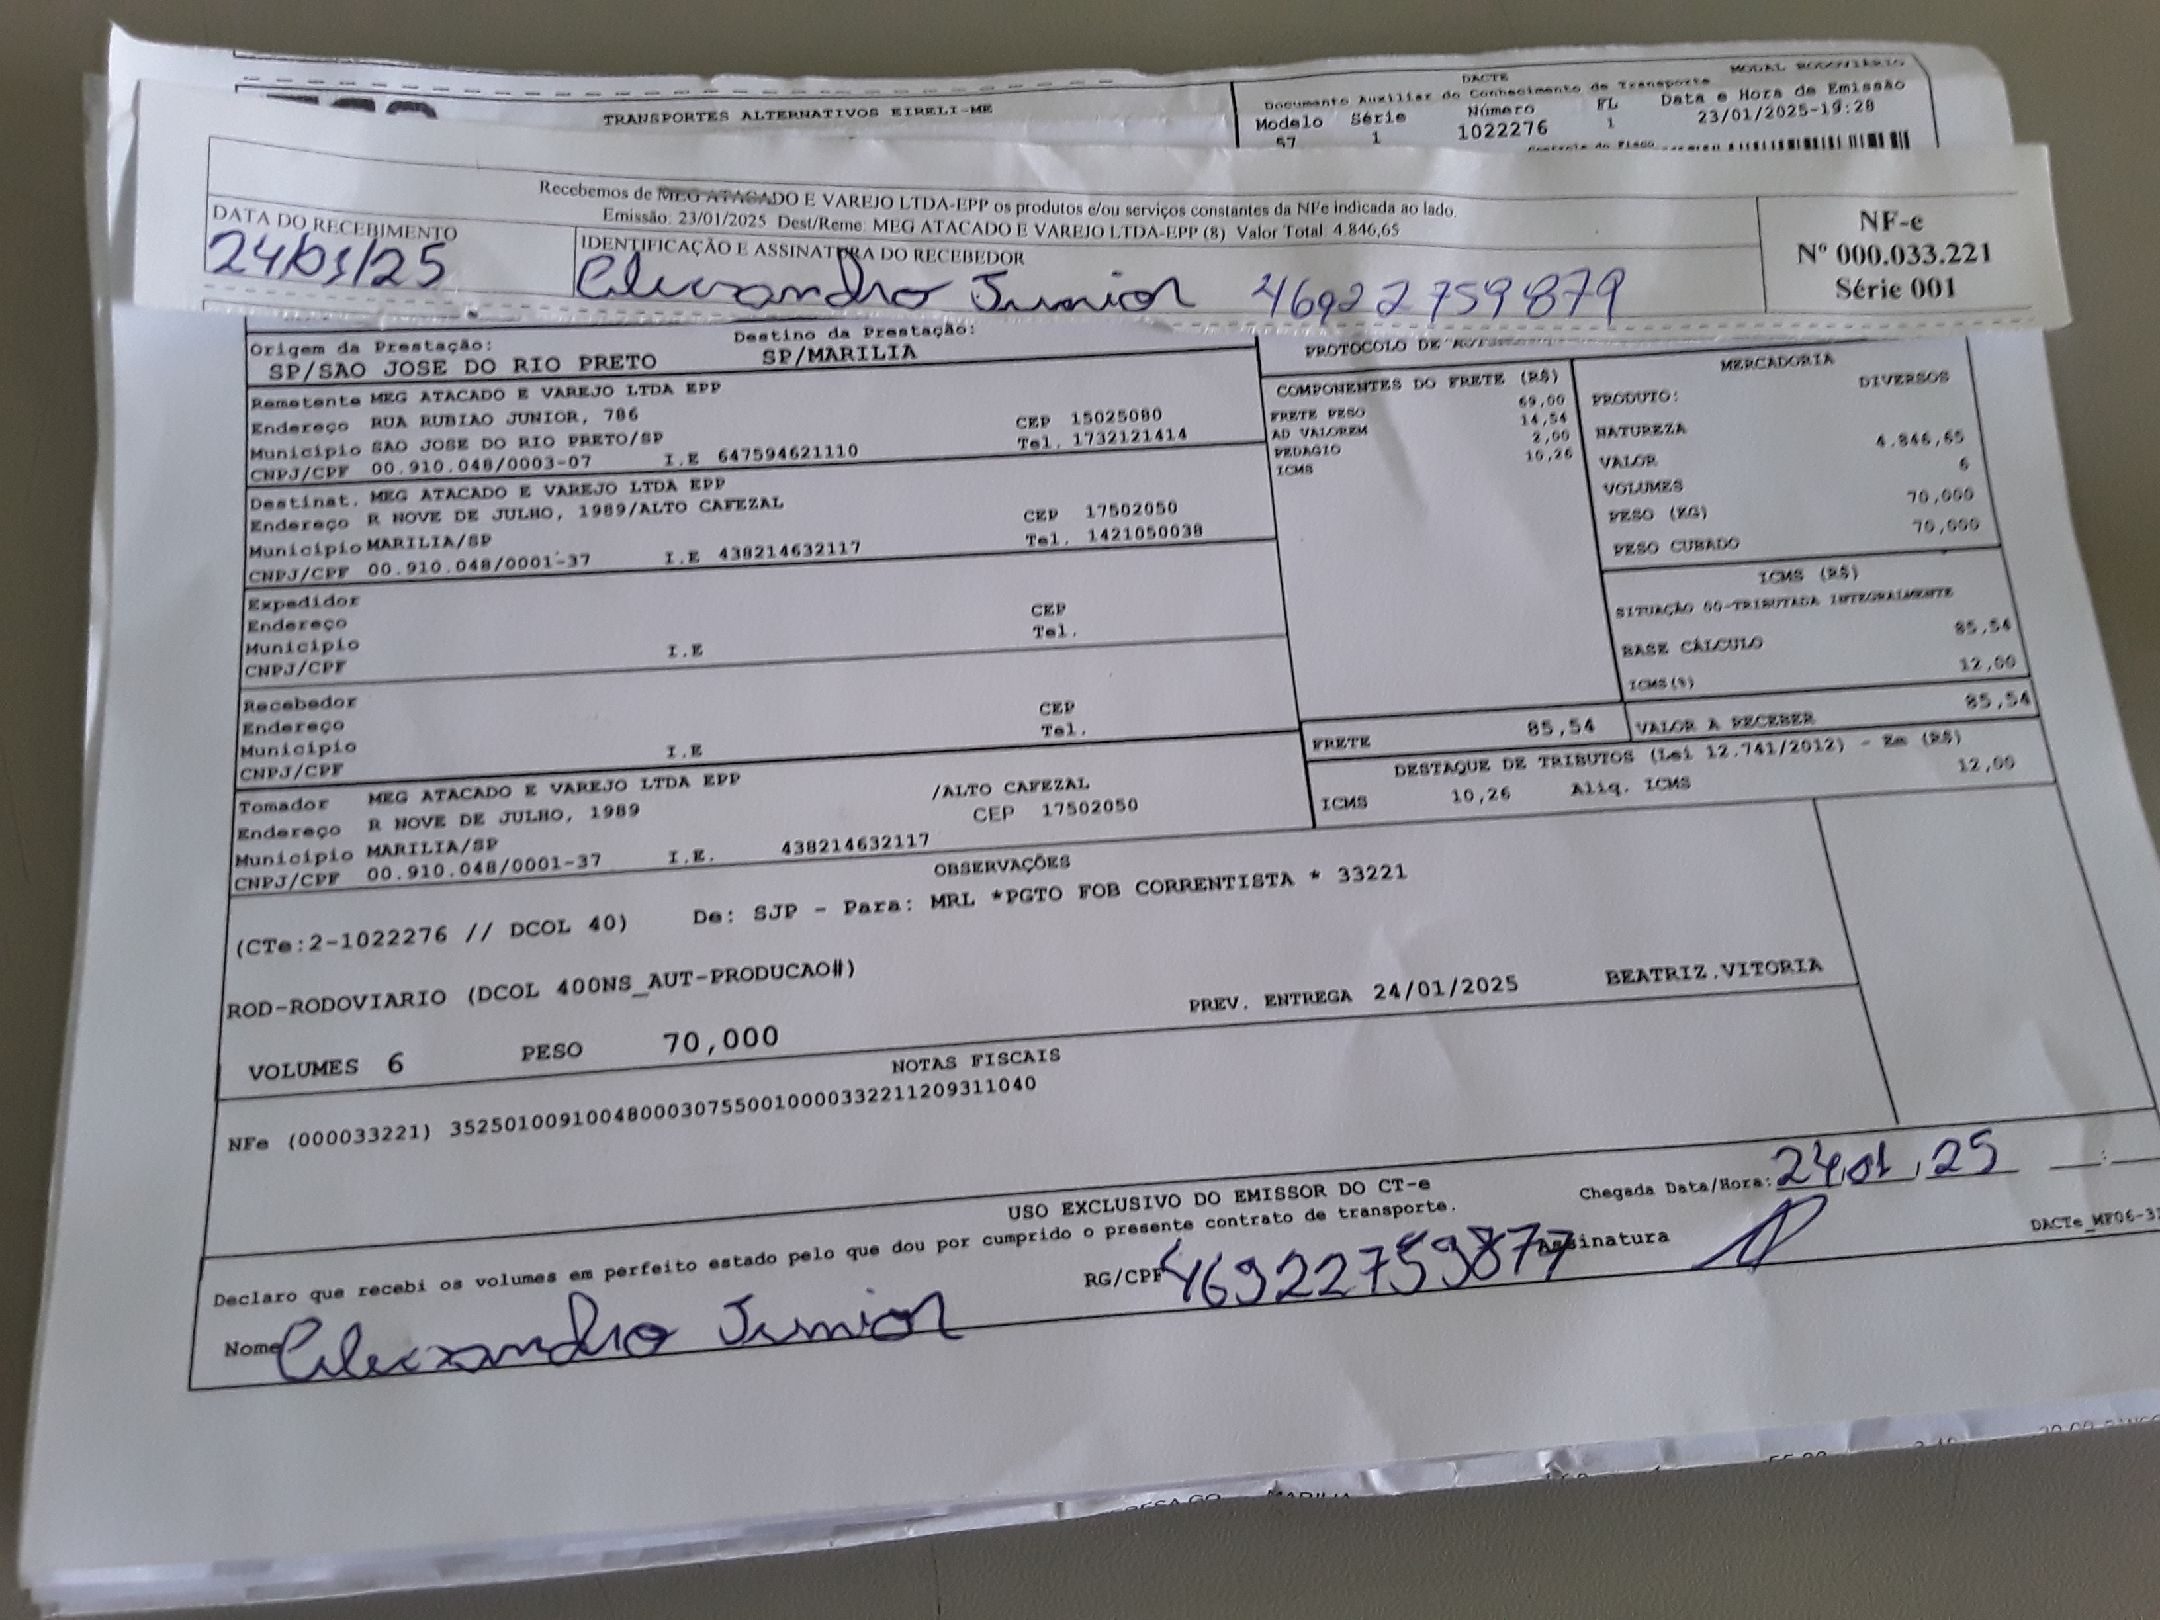 MODAL RODOVIÁRIO
DACTE
TRANSPORTES ALTERNATIVOS EIRELI-ME
Documento Auxiliar do Conhecimento de Transporte
Modelo Série Número FL Data e Hora de Emissão
57 1 1022276 1 23/01/2025-19:28
Controle do Fisco
Recebemos de MEG ATACADO E VAREJO LTDA-EPP os produtos e/ou serviços constantes da NFe indicada ao lado.
Emissão: 23/01/2025 Dest/Reme: MEG ATACADO E VAREJO LTDA-EPP (8) Valor Total: 4.846,65
DATA DO RECEBIMENTO
24/01/25
IDENTIFICAÇÃO E ASSINATURA DO RECEBEDOR
Alexsandro Junior 46922759879
NF-e
Nº 000.033.221
Série 001
Origem da Prestação:
SP/SAO JOSE DO RIO PRETO
Destino da Prestação:
SP/MARILIA
PROTOCOLO DE
Remetente MEG ATACADO E VAREJO LTDA EPP
Endereço RUA RUBIAO JUNIOR, 786 CEP 15025080
Município SAO JOSE DO RIO PRETO/SP Tel. 1732121414
CNPJ/CPF 00.910.048/0003-07 I.E 647594621110
Destinat. MEG ATACADO E VAREJO LTDA EPP
Endereço R NOVE DE JULHO, 1989/ALTO CAFEZAL CEP 17502050
Município MARILIA/SP Tel. 1421050038
CNPJ/CPF 00.910.048/0001-37 I.E 438214632117
Expedidor
Endereço CEP
Município Tel.
CNPJ/CPF I.E
Recebedor
Endereço CEP
Município Tel.
CNPJ/CPF I.E
Tomador MEG ATACADO E VAREJO LTDA EPP
Endereço R NOVE DE JULHO, 1989 /ALTO CAFEZAL
Município MARILIA/SP CEP 17502050
CNPJ/CPF 00.910.048/0001-37 I.E. 438214632117
COMPONENTES DO FRETE (R$)
FRETE PESO 69,00
AD VALOREM 14,54
PEDAGIO 2,00
ICMS 10,26
MERCADORIA
PRODUTO: DIVERSOS
NATUREZA
VALOR 4.846,65
VOLUMES 6
PESO (KG) 70,000
PESO CUBADO 70,000
ICMS (R$)
SITUAÇÃO 00-TRIBUTADA INTEGRALMENTE
BASE CÁLCULO 85,54
ICMS(%) 12,00
FRETE 85,54
VALOR A RECEBER 85,54
DESTAQUE DE TRIBUTOS (Lei 12.741/2012) - Em (R$)
ICMS 10,26 Aliq. ICMS 12,00
OBSERVAÇÕES
(CTe:2-1022276 // DCOL 40) De: SJP - Para: MRL *PGTO FOB CORRENTISTA * 33221
ROD-RODOVIARIO (DCOL 400NS_AUT-PRODUCAO#)
PREV. ENTREGA 24/01/2025 BEATRIZ.VITORIA
VOLUMES 6 PESO 70,000
NOTAS FISCAIS
NFe (000033221) 35250100910048000307550010000332211209311040
USO EXCLUSIVO DO EMISSOR DO CT-e
Declaro que recebi os volumes em perfeito estado pelo que dou por cumprido o presente contrato de transporte.
Chegada Data/Hora: 24,01,25 __:
Nome Alexsandro Junior
RG/CPF 46922759877
Assinatura
DACTe_MF06-
MARILIA